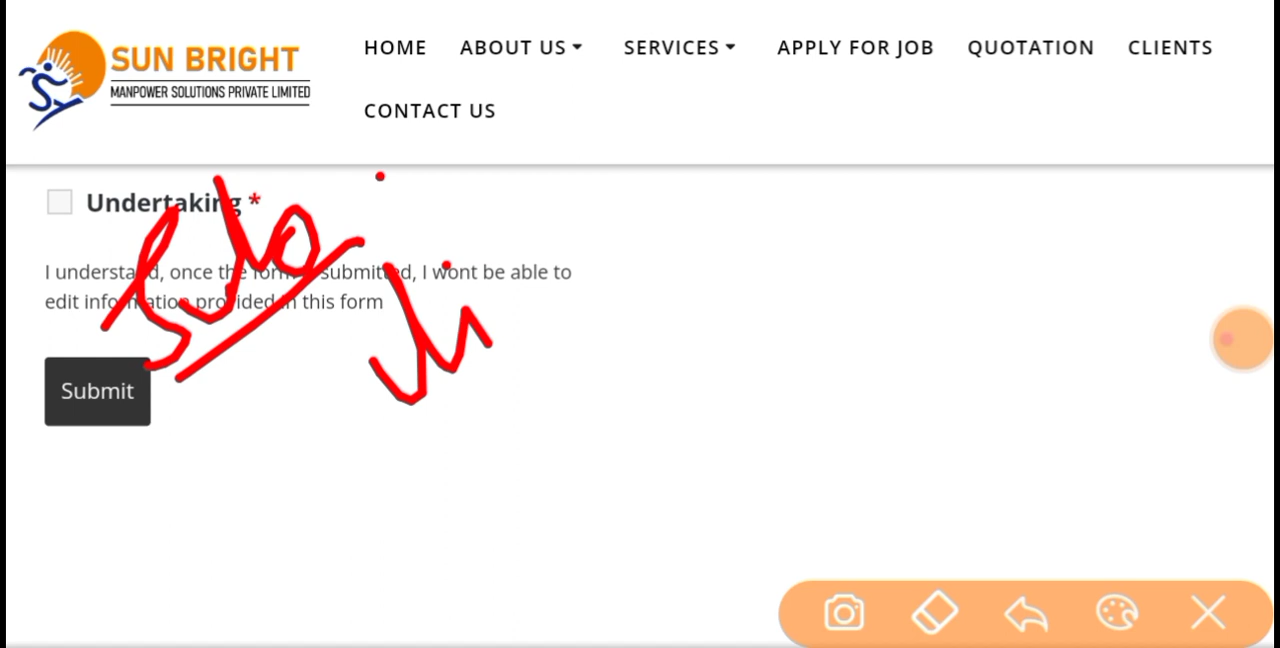 SUN BRIGHT
MANPOWER SOLUTIONS PRIVATE LIMITED
HOME ABOUT US SERVICES APPLY FOR JOB QUOTATION CLIENTS
CONTACT US
Undertaking *
I understand, once the form is submitted, I wont be able to
edit information provided in this form
Submit